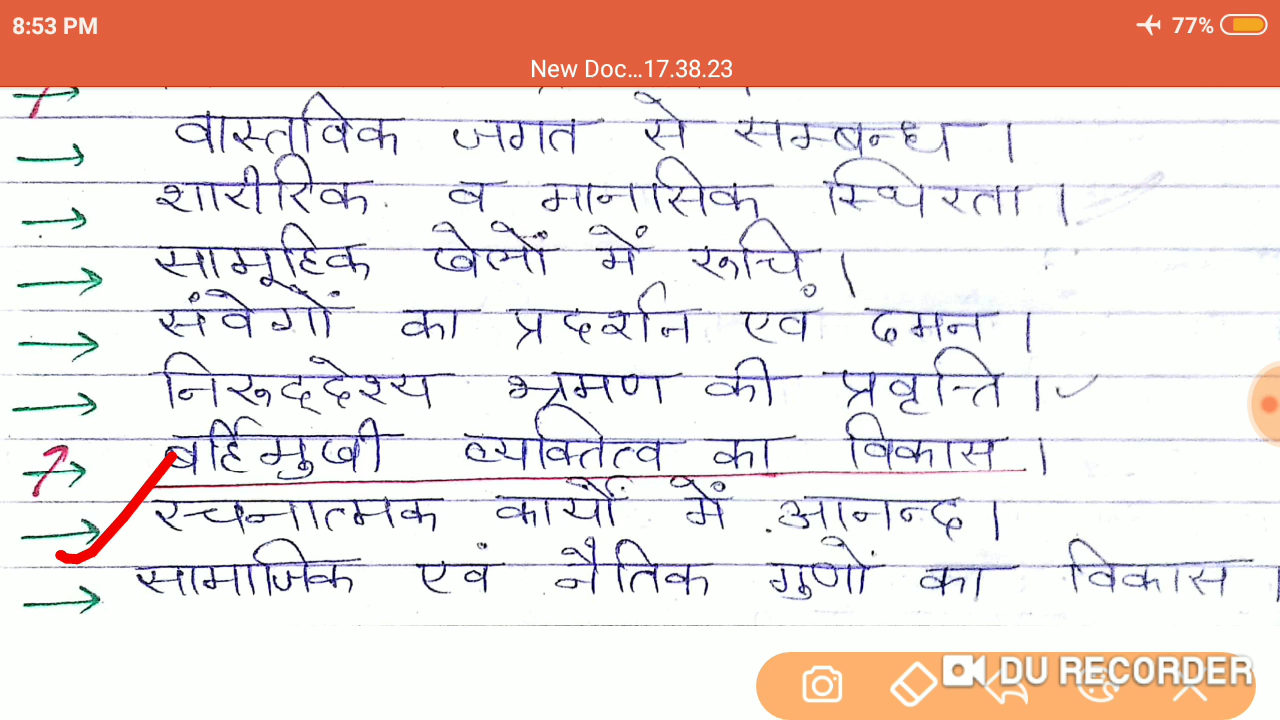 8:53 PM
77%
New Doc...17.38.23
वास्तविक जगत से सम्बन्ध।
शारीरिक व मानसिक स्थिरता।
सामूहिक खेलों में रूचि।
संवेगों का प्रदर्शन एवं दमन।
निरूद्देश्य भ्रमण की प्रवृत्ति।
बर्हिमुखी व्यक्तित्व का विकास।
रचनात्मक कार्यों में आनन्द।
सामाजिक एवं नैतिक गुणों का विकास।
DU RECORDER